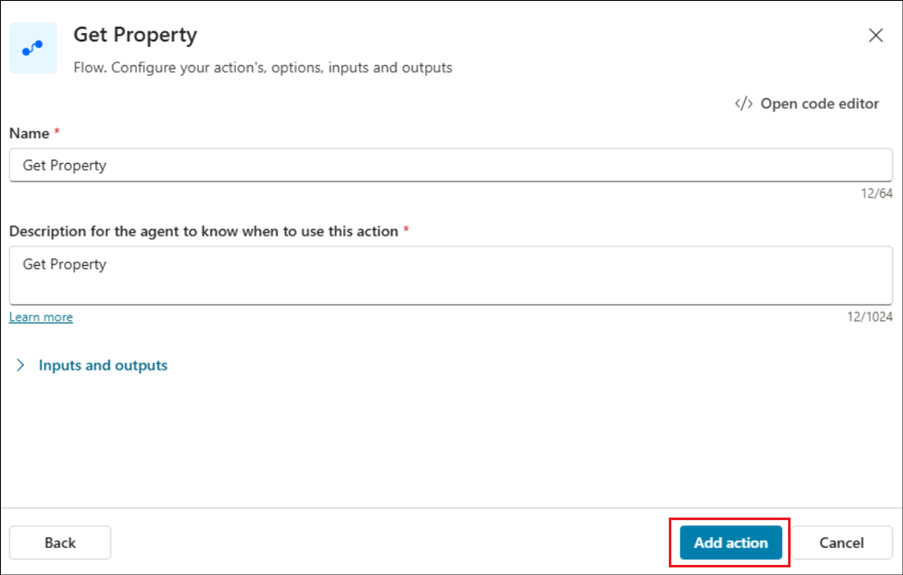 Get Property
Flow. Configure your action's, options, inputs and outputs
</> Open code editor
Name *
Get Property
12/64
Description for the agent to know when to use this action *
Get Property
Learn more
12/1024
Inputs and outputs
Back
Add action
Cancel